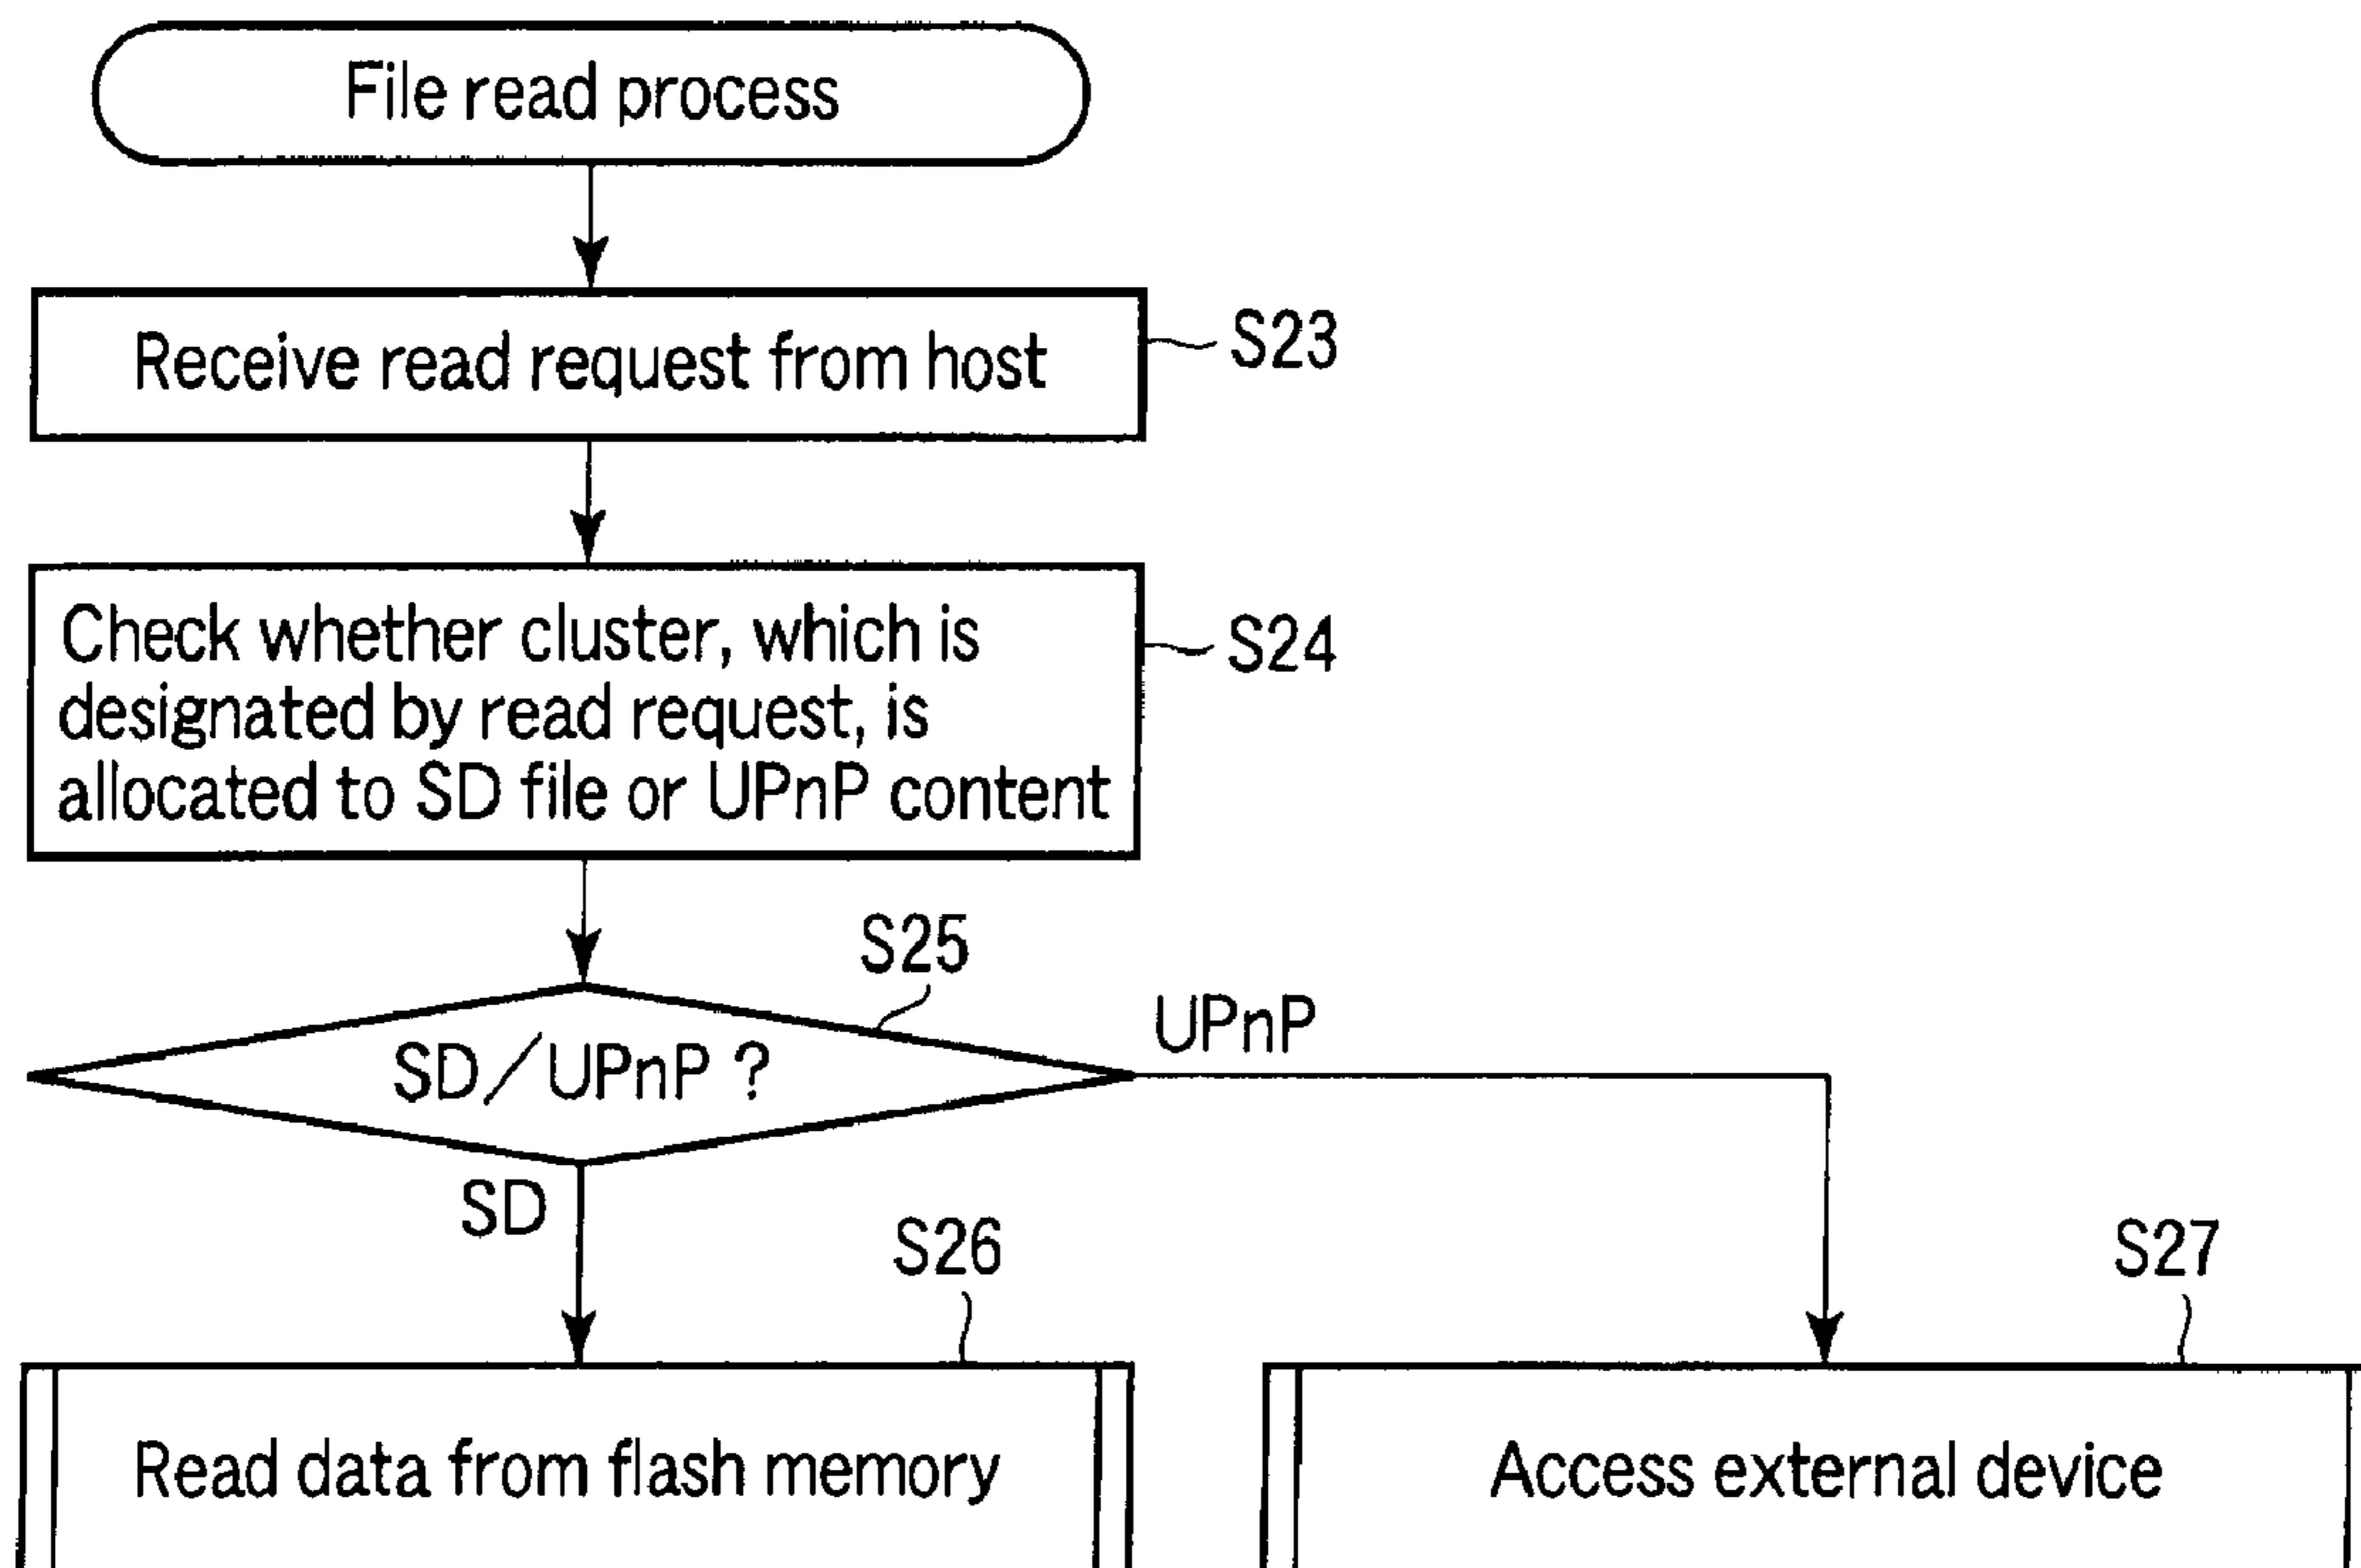 File read process
Receive read request from host
S23
Check whether cluster, which is
designated by read request, is
allocated to SD file or UPnP content
S24
S25
SD/UPnP ?
UPnP
SD
S26
S27
Read data from flash memory
Access external device